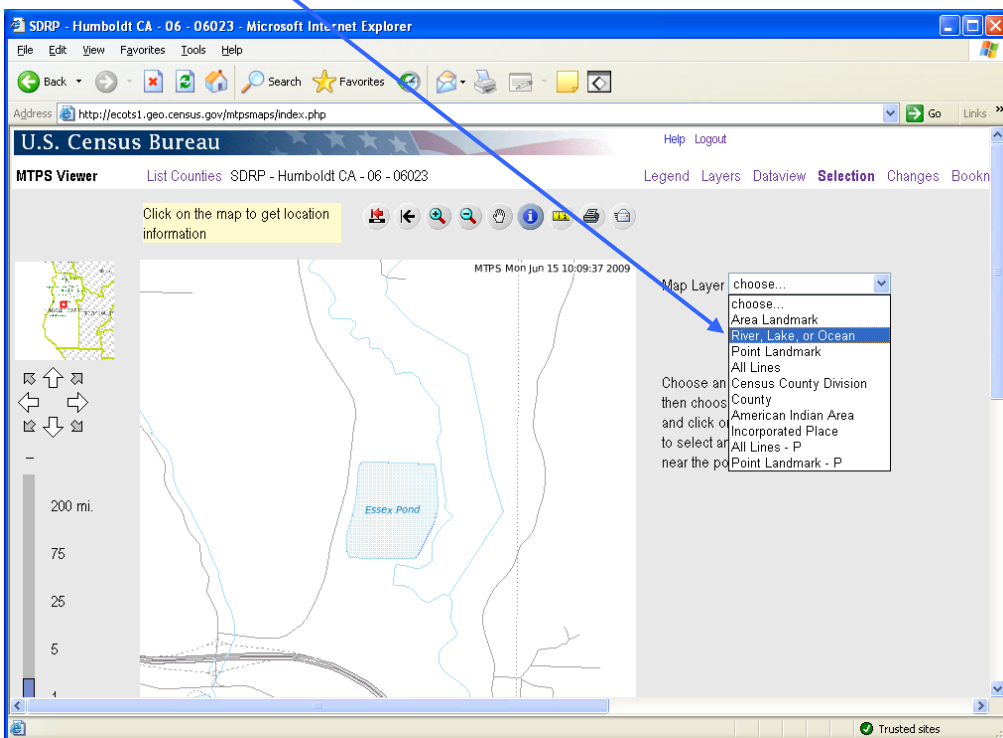 SDRP - Humboldt CA - 06 - 06023 - Microsoft Internet Explorer
File Edit View Favorites Tools Help
Back Search Favorites
Address http://ecots1.geo.census.gov/mtpsmaps/index.php Go Links »
U.S. Census Bureau Help Logout
MTPS Viewer List Counties SDRP - Humboldt CA - 06 - 06023 Legend Layers Dataview Selection Changes Bookn
Click on the map to get location
information
MTPS Mon Jun 15 10:09:37 2009
Map Layer choose...
choose...
Area Landmark
River, Lake, or Ocean
Point Landmark
All Lines
Census County Division
County
American Indian Area
Incorporated Place
All Lines - P
Point Landmark - P
Choose an
then choos
and click o
to select an
near the po
Essex Pond
200 mi.
75
25
5
1
Trusted sites